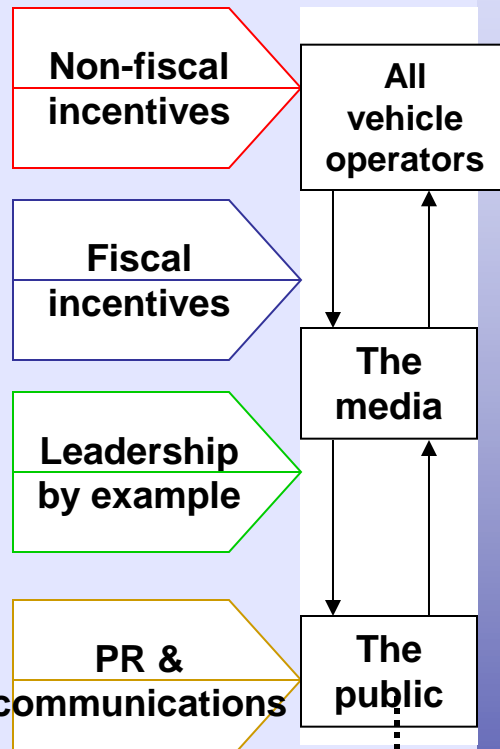 Non-fiscal
incentives
All
vehicle
operators
Fiscal
incentives
The
media
Leadership
by example
PR &
communications
The
public